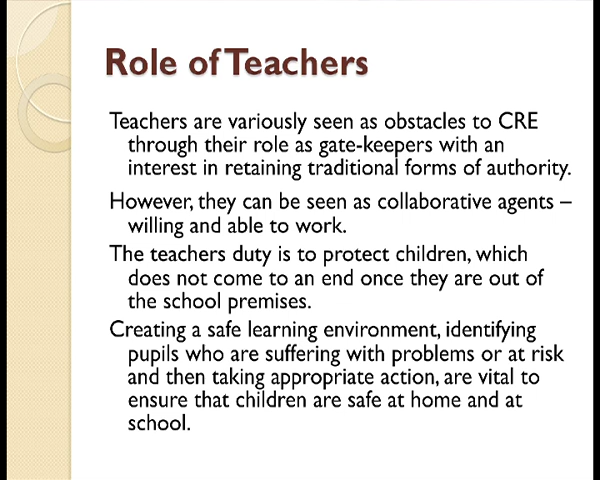 Role of Teachers
Teachers are variously seen as obstacles to CRE
through their role as gate-keepers with an
interest in retaining traditional forms of authority.
However, they can be seen as collaborative agents –
willing and able to work.
The teachers duty is to protect children, which
does not come to an end once they are out of
the school premises.
Creating a safe learning environment, identifying
pupils who are suffering with problems or at risk
and then taking appropriate action, are vital to
ensure that children are safe at home and at
school.